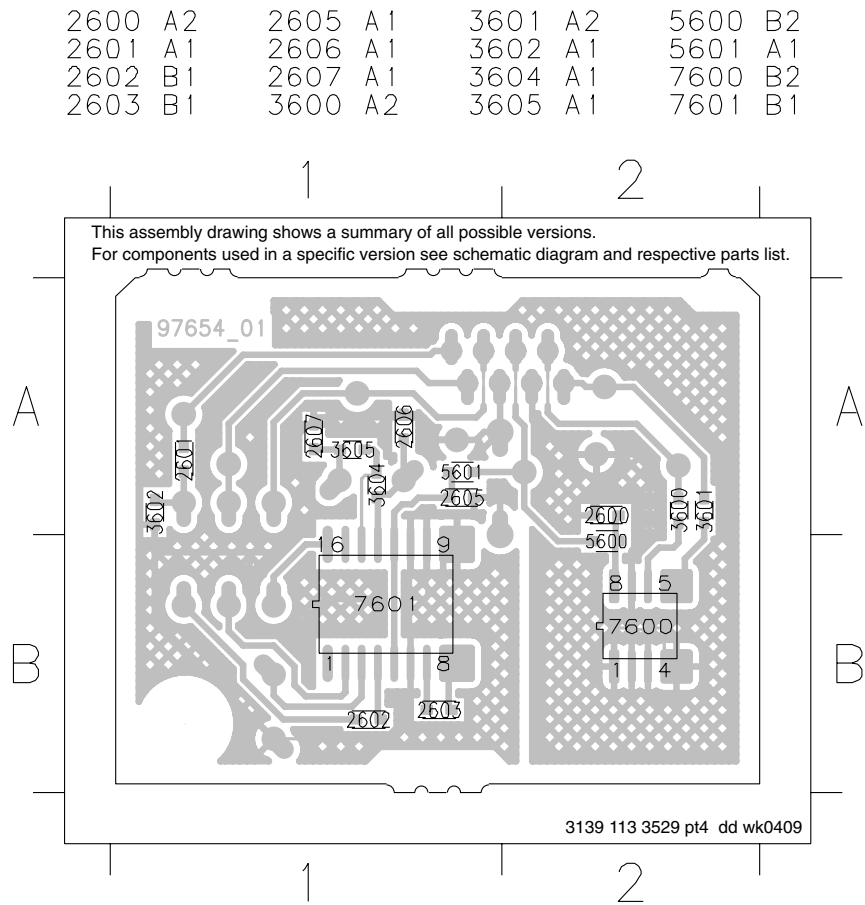 2600 A2 2605 A1 3601 A2 5600 B2
2601 A1 2606 A1 3602 A1 5601 A1
2602 B1 2607 A1 3604 A1 7600 B2
2603 B1 3600 A2 3605 A1 7601 B1
1 2
This assembly drawing shows a summary of all possible versions.
For components used in a specific version see schematic diagram and respective parts list.
97654_01
A A
2607
2606
3605
2601
5601
3604
2605
3602
2600
3600
3601
5600
16 9
8 5
7601
7600
B B
1 8
1 4
2602
2603
3139 113 3529 pt4 dd wk0409
1 2